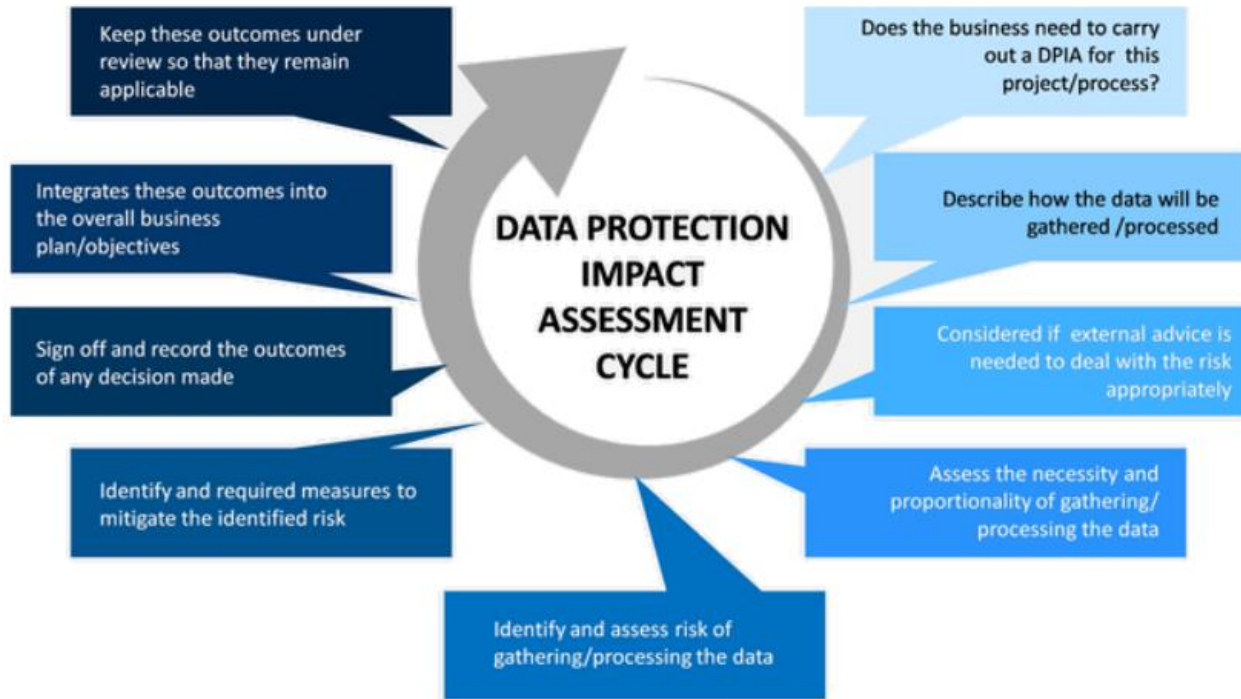 Keep these outcomes under
review so that they remain
applicable
Does the business need to carry
out a DPIA for this
project/process?
Integrates these outcomes into
the overall business
plan/objectives
Describe how the data will be
gathered /processed
DATA PROTECTION
IMPACT
ASSESSMENT
CYCLE
Sign off and record the outcomes
of any decision made
Considered if external advice is
needed to deal with the risk
appropriately
Identify and required measures to
mitigate the identified risk
Assess the necessity and
proportionality of gathering/
processing the data
Identify and assess risk of
gathering/processing the data